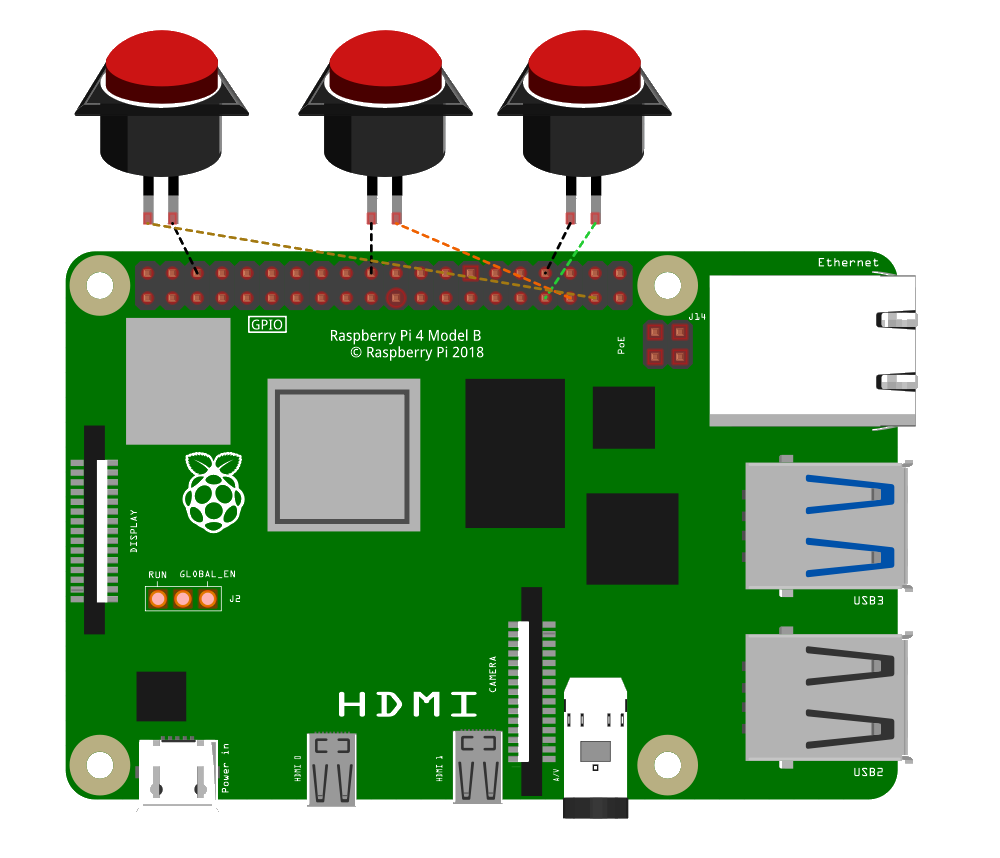 Ethernet
J14
GPIO
Raspberry Pi 4 Model B
© Raspberry Pi 2018
PoE
DISPLAY
RUN
GLOBAL_EN
J2
USB3
CAMERA
HDMI
Power in
HDMI 0
HDMI 1
A/V
USB2